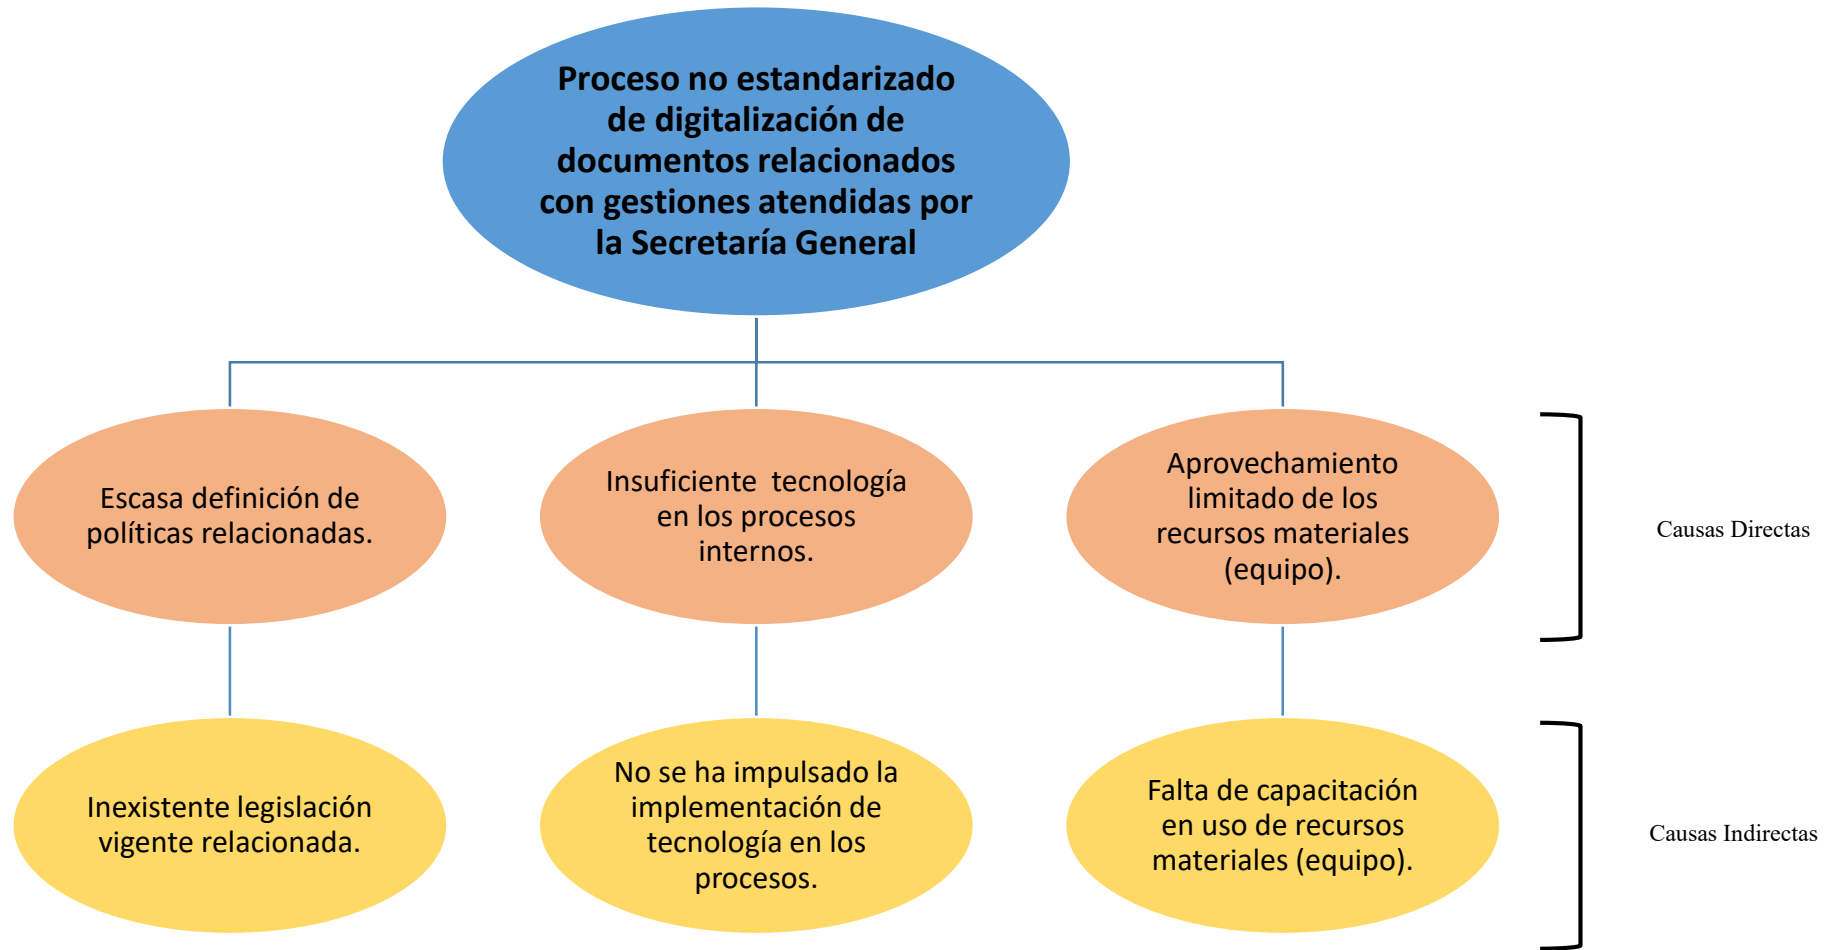 Proceso no estandarizado
de digitalización de
documentos relacionados
con gestiones atendidas por
la Secretaría General
Escasa definición de
políticas relacionadas.
Insuficiente  tecnología
en los procesos
internos.
Aprovechamiento
limitado de los
recursos materiales
(equipo).
Causas Directas
Inexistente legislación
vigente relacionada.
No se ha impulsado la
implementación de
tecnología en los
procesos.
Falta de capacitación
en uso de recursos
materiales (equipo).
Causas Indirectas